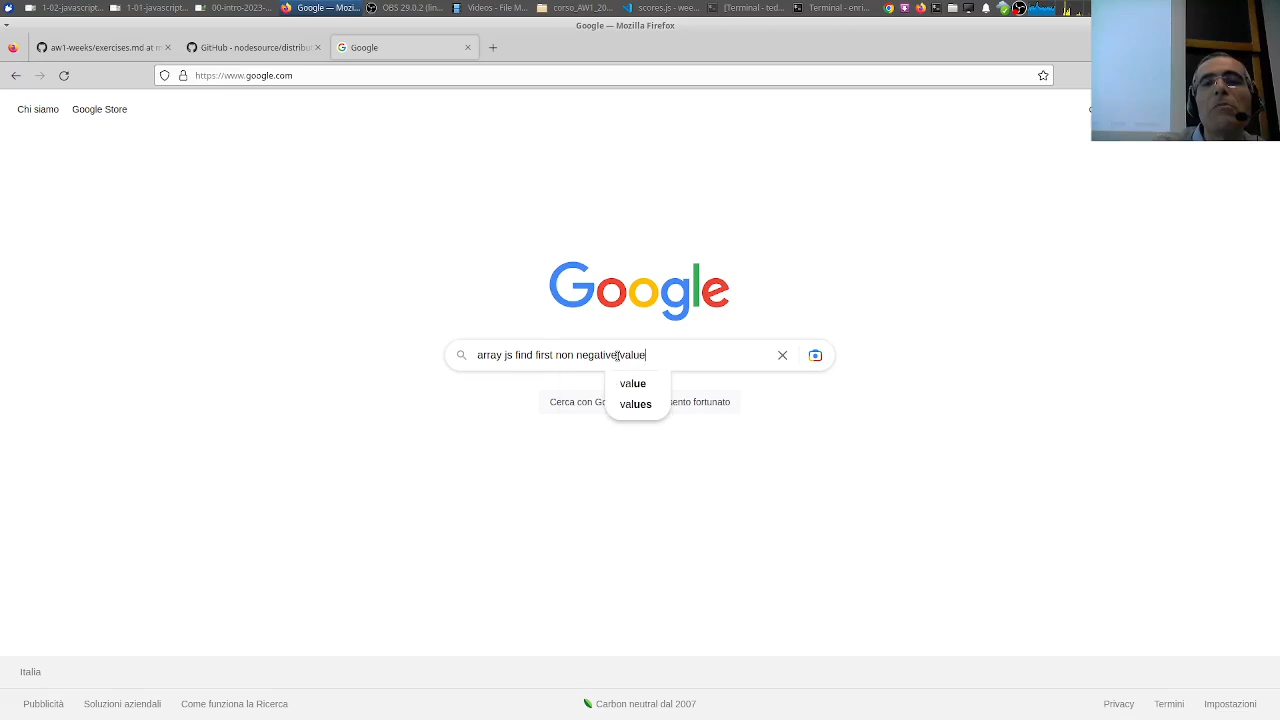 1-02-javascript...
1-01-javascript...
00-intro-2023-...
Google — Mozi...
OBS 29.0.2 (lin...
Videos - File M...
corso_AW1_20...
scores.js - wee...
[Terminal - ted...
Terminal - enri...
Google — Mozilla Firefox
aw1-weeks/exercises.md at m
GitHub - nodesource/distribut
Google
https://www.google.com
Chi siamo
Google Store
Google
array js find first non negative value
value
values
Cerca con Go
sento fortunato
Italia
Pubblicità
Soluzioni aziendali
Come funziona la Ricerca
Carbon neutral dal 2007
Privacy
Termini
Impostazioni